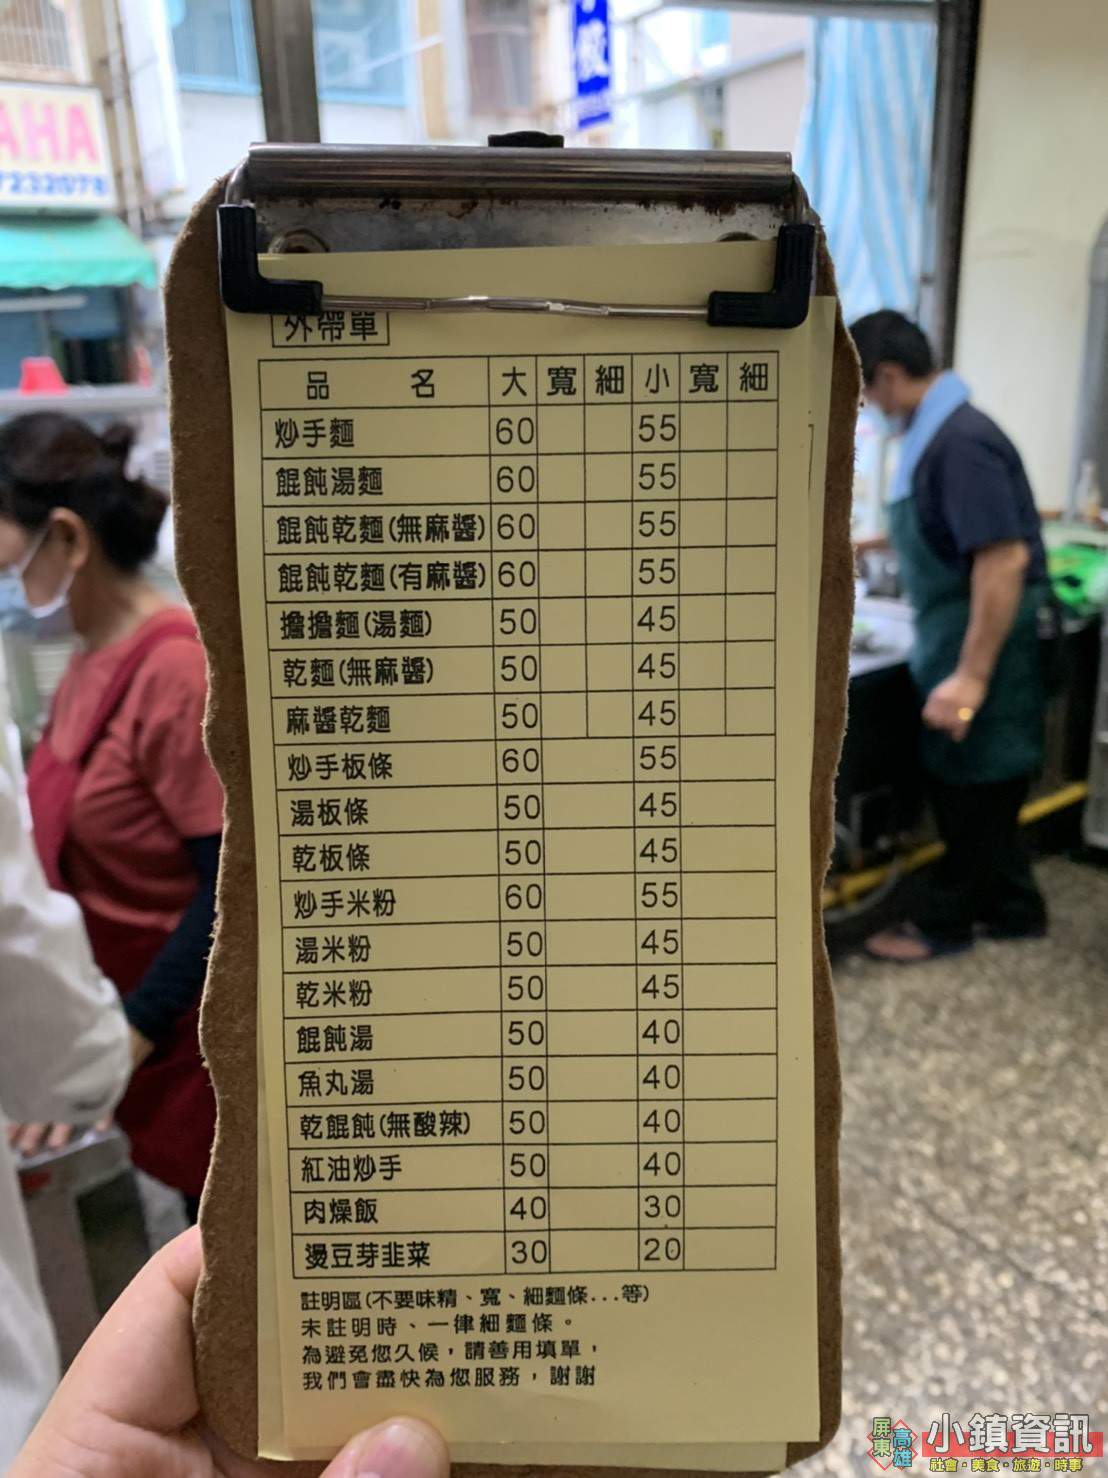 AHA
7232078
外帶單
品 名 大 寬 細 小 寬 細
炒手麵 60 55
餛飩湯麵 60 55
餛飩乾麵(無麻醬) 60 55
餛飩乾麵(有麻醬) 60 55
擔擔麵(湯麵) 50 45
乾麵(無麻醬) 50 45
麻醬乾麵 50 45
炒手板條 60 55
湯板條 50 45
乾板條 50 45
炒手米粉 60 55
湯米粉 50 45
乾米粉 50 45
餛飩湯 50 40
魚丸湯 50 40
乾餛飩(無酸辣) 50 40
紅油炒手 50 40
肉燥飯 40 30
燙豆芽韭菜 30 20
註明區(不要味精、寬、細麵條...等)
未註明時、一律細麵條。
為避免您久候，請善用填單，
我們會盡快為您服務，謝謝
屏東 高雄 小鎮資訊
社會·美食·旅遊·時事